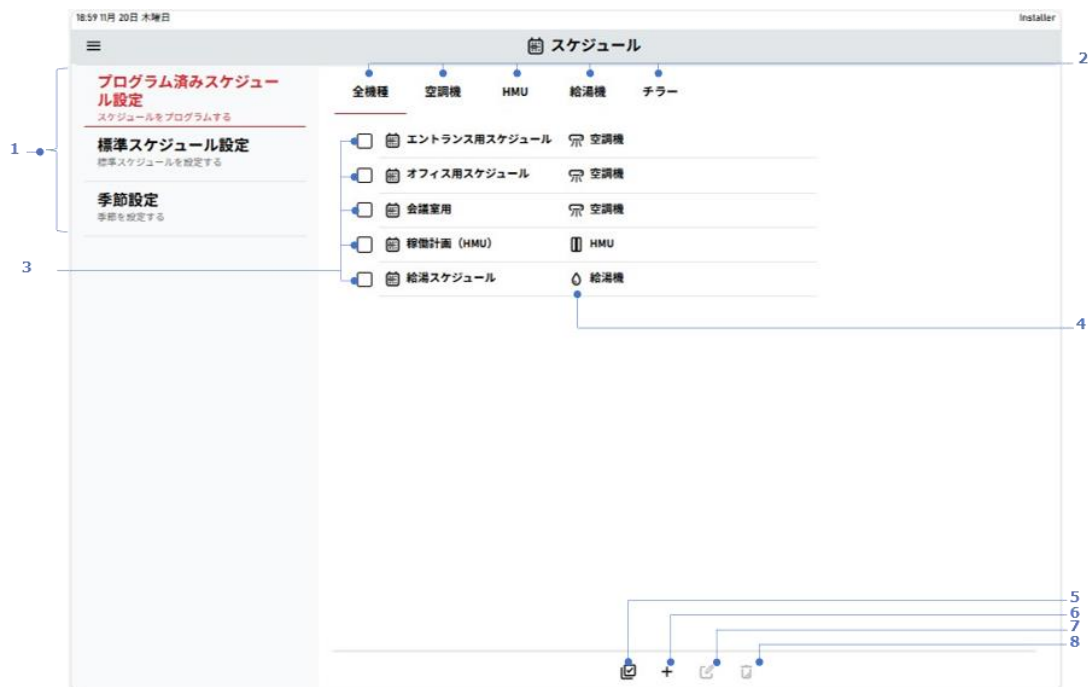 18:59 11月 20日 木曜日
Installer
スケジュール
2
プログラム済みスケジュー
ル設定
スケジュールをプログラムする
標準スケジュール設定
標準スケジュールを設定する
季節設定
季節を設定する
1
3
全機種 空調機 HMU 給湯機 チラー
エントランス用スケジュール 空調機
オフィス用スケジュール 空調機
会議室用 空調機
稼働計画（HMU） HMU
給湯スケジュール 給湯機
4
5
6
7
8